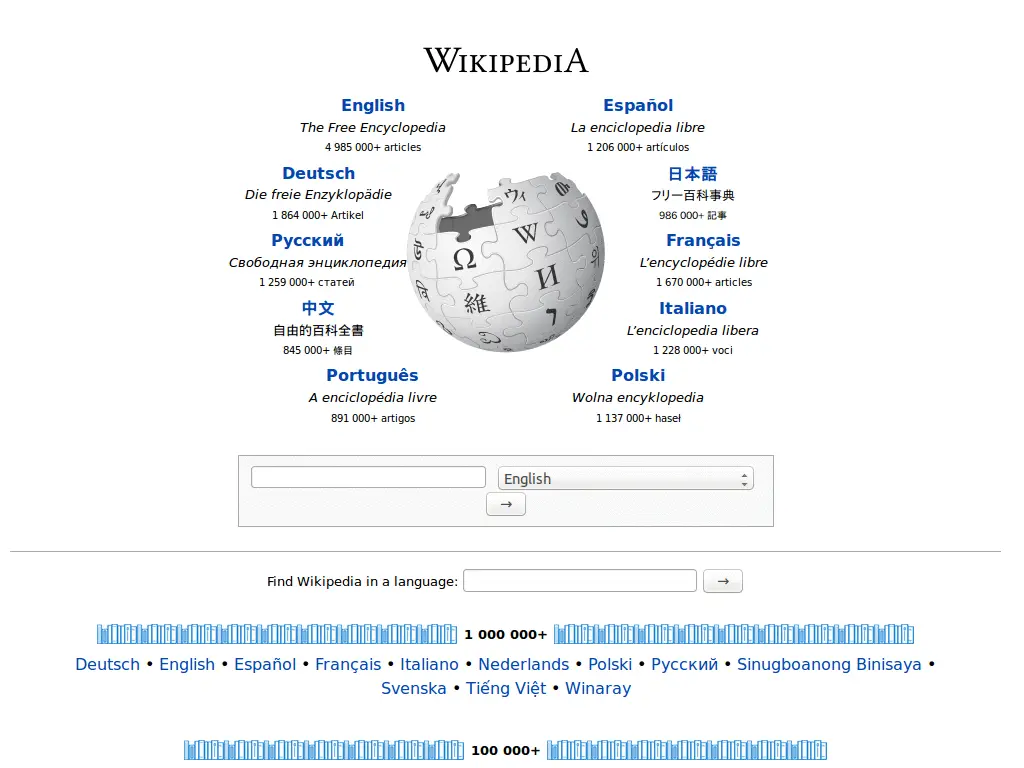 WIKIPEDIA
English
The Free Encyclopedia
4 985 000+ articles
Español
La enciclopedia libre
1 206 000+ artículos
Deutsch
Die freie Enzyklopädie
1 864 000+ Artikel
日本語
フリー百科事典
986 000+ 記事
Русский
Свободная энциклопедия
1 259 000+ статей
Français
L’encyclopédie libre
1 670 000+ articles
中文
自由的百科全書
845 000+ 條目
Italiano
L’enciclopedia libera
1 228 000+ voci
Português
A enciclopédia livre
891 000+ artigos
Polski
Wolna encyklopedia
1 137 000+ haseł
ウィ
W
Ω
И
維
English
→
Find Wikipedia in a language: →
1 000 000+
Deutsch • English • Español • Français • Italiano • Nederlands • Polski • Русский • Sinugboanong Binisaya •
Svenska • Tiếng Việt • Winaray
100 000+